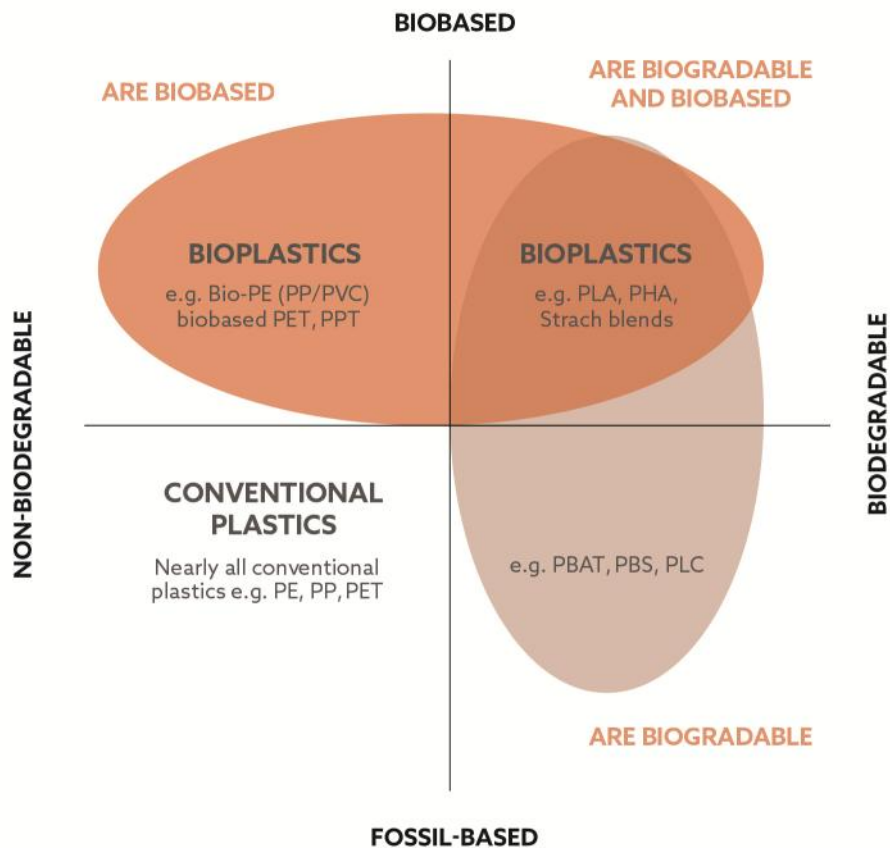 BIOBASED
ARE BIOBASED
ARE BIOGRADABLE
AND BIOBASED
BIOPLASTICS
e.g. Bio-PE (PP/PVC)
biobased PET, PPT
BIOPLASTICS
e.g. PLA, PHA,
Strach blends
NON-BIODEGRADABLE
BIODEGRADABLE
CONVENTIONAL
PLASTICS
Nearly all conventional
plastics e.g. PE, PP, PET
e.g. PBAT, PBS, PLC
ARE BIOGRADABLE
FOSSIL-BASED